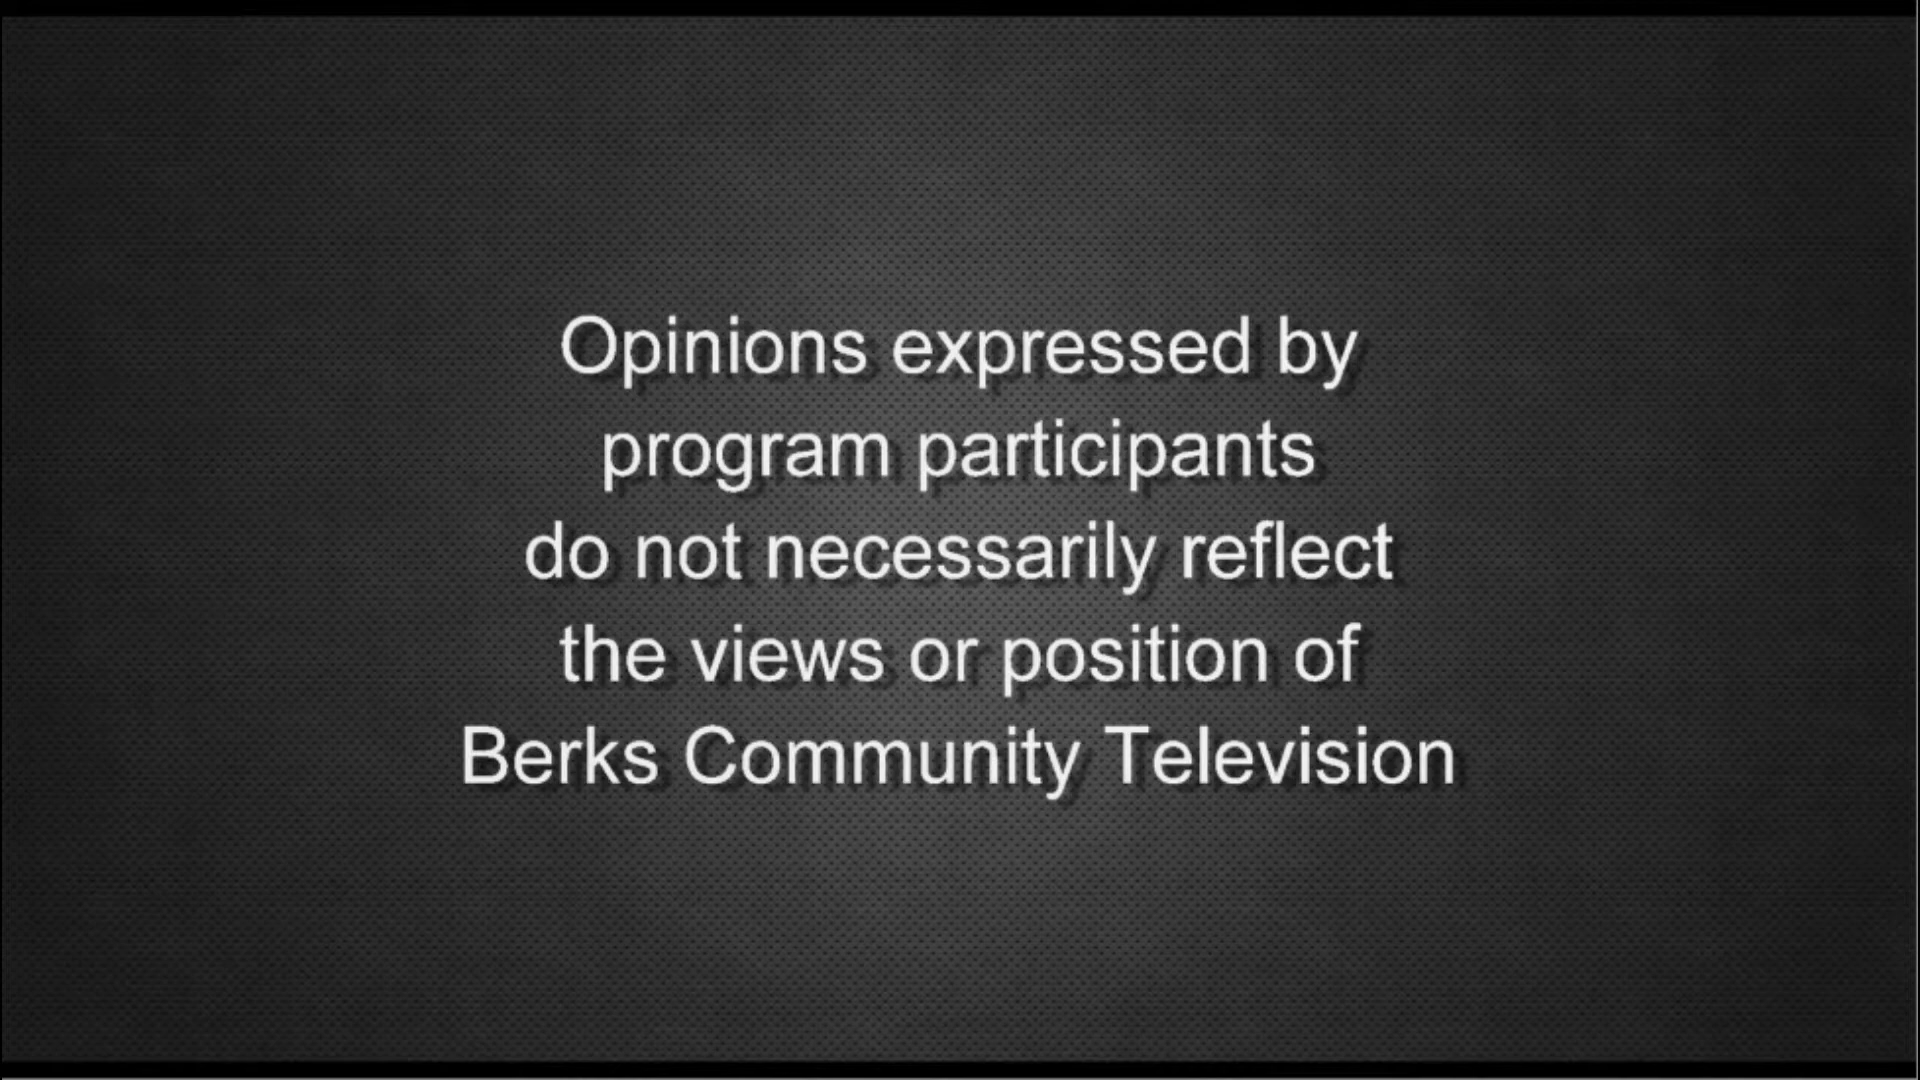 Opinions expressed by
program participants
do not necessarily reflect
the views or position of
Berks Community Television